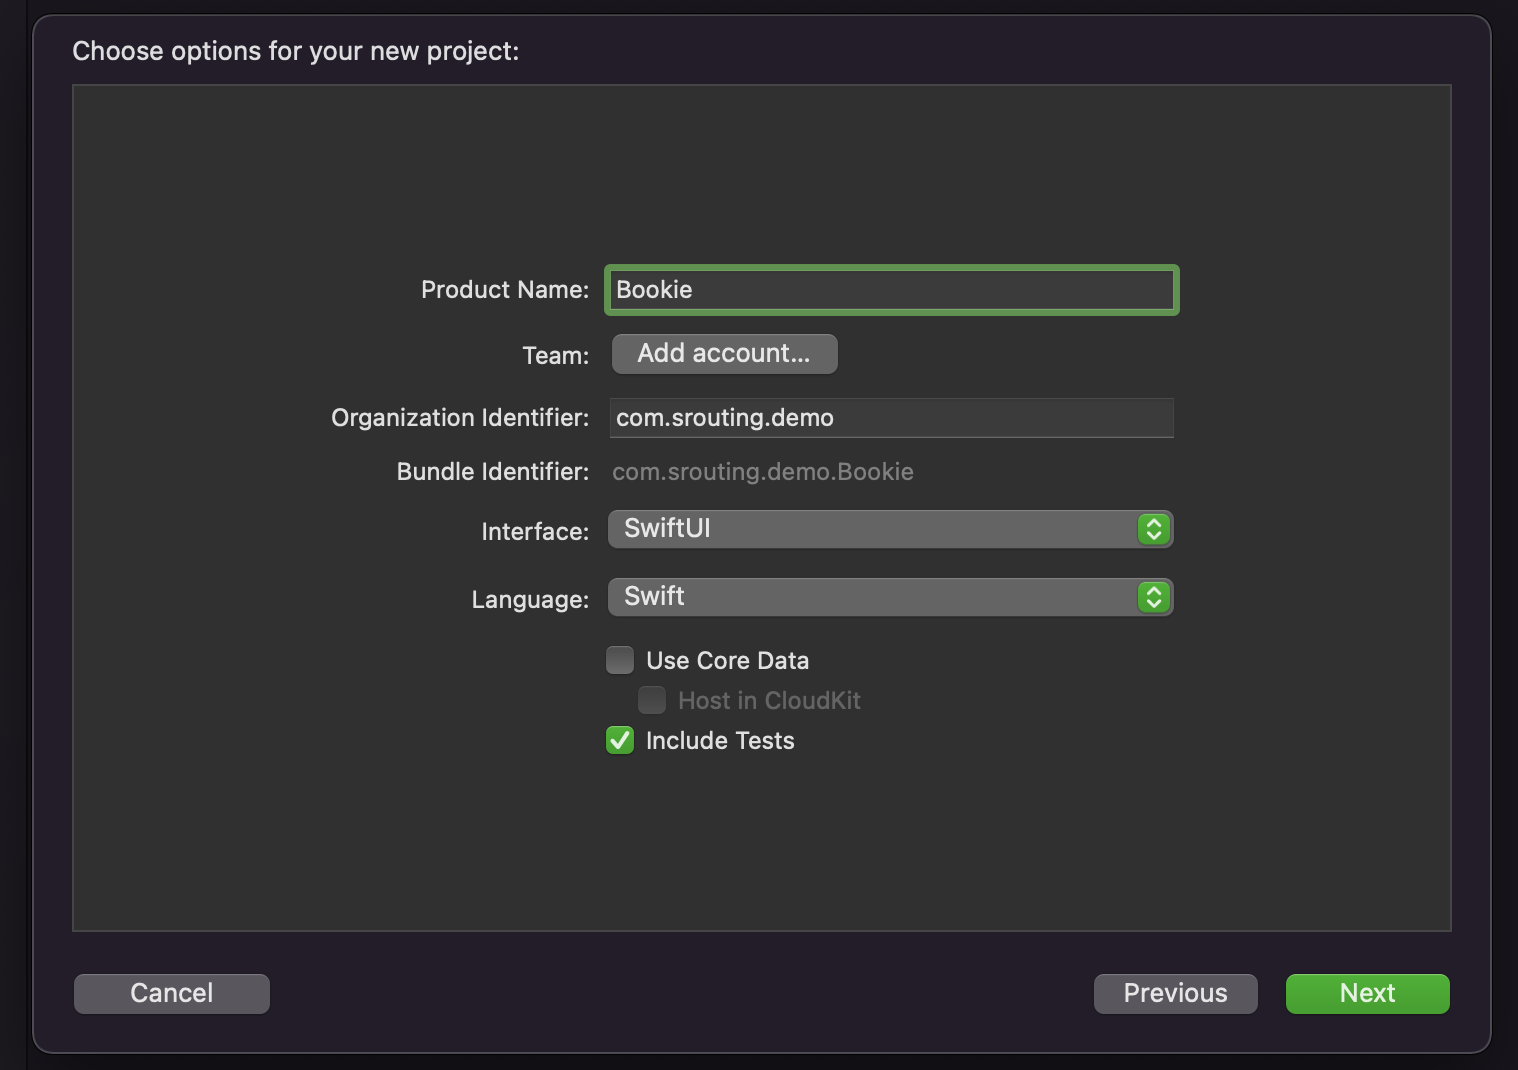 Choose options for your new project:
Product Name: Bookie
Team: Add account...
Organization Identifier: com.srouting.demo
Bundle Identifier: com.srouting.demo.Bookie
Interface: SwiftUI
Language: Swift
Use Core Data
Host in CloudKit
Include Tests
Cancel Previous Next